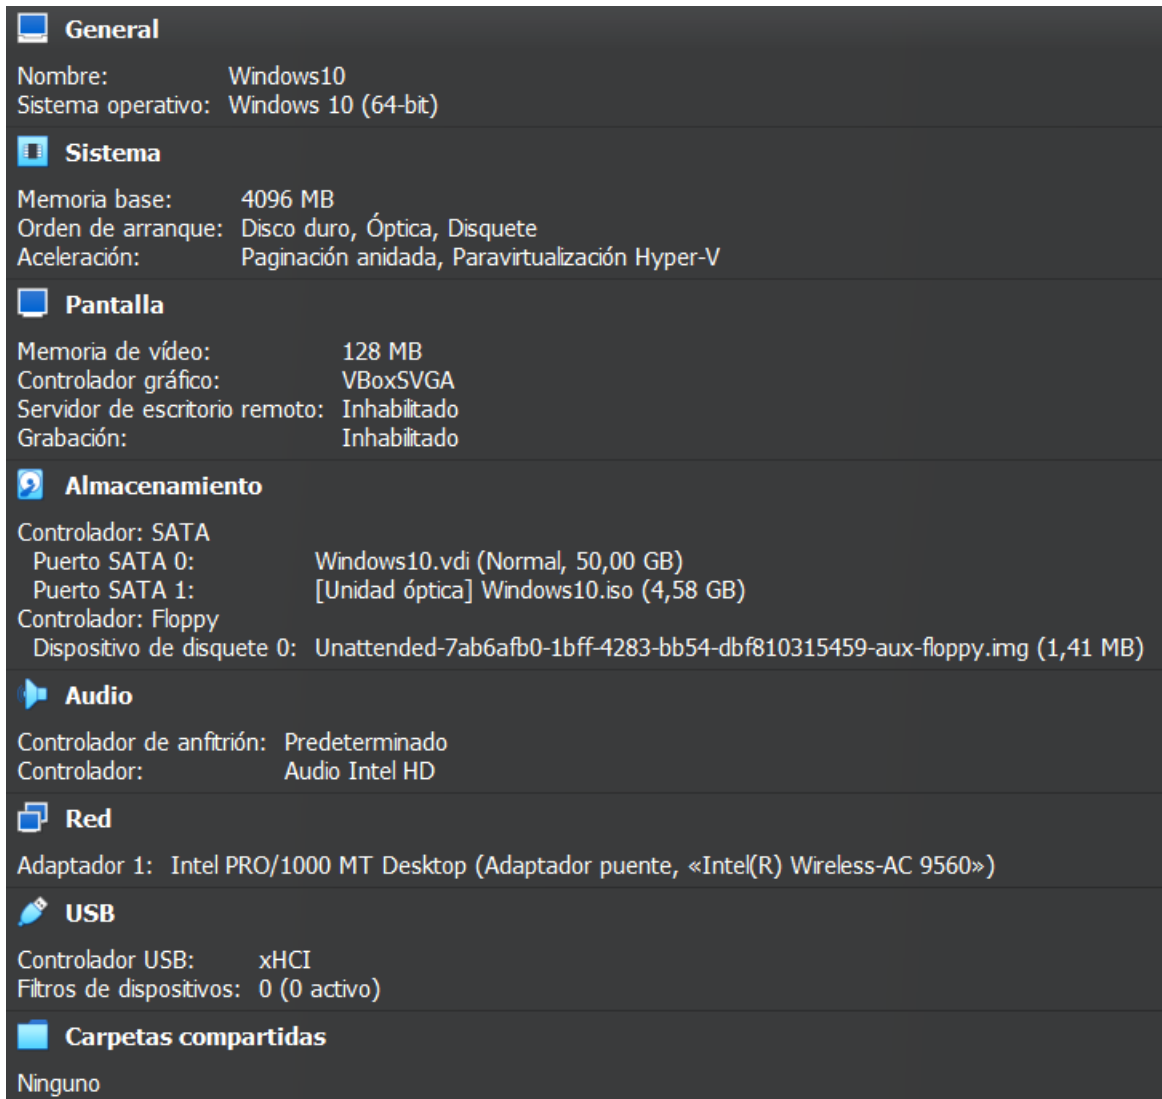 General
Nombre: Windows10
Sistema operativo: Windows 10 (64-bit)
Sistema
Memoria base: 4096 MB
Orden de arranque: Disco duro, Óptica, Disquete
Aceleración: Paginación anidada, Paravirtualización Hyper-V
Pantalla
Memoria de vídeo: 128 MB
Controlador gráfico: VBoxSVGA
Servidor de escritorio remoto: Inhabilitado
Grabación: Inhabilitado
Almacenamiento
Controlador: SATA
Puerto SATA 0: Windows10.vdi (Normal, 50,00 GB)
Puerto SATA 1: [Unidad óptica] Windows10.iso (4,58 GB)
Controlador: Floppy
Dispositivo de disquete 0: Unattended-7ab6afb0-1bff-4283-bb54-dbf810315459-aux-floppy.img (1,41 MB)
Audio
Controlador de anfitrión: Predeterminado
Controlador: Audio Intel HD
Red
Adaptador 1: Intel PRO/1000 MT Desktop (Adaptador puente, «Intel(R) Wireless-AC 9560»)
USB
Controlador USB: xHCI
Filtros de dispositivos: 0 (0 activo)
Carpetas compartidas
Ninguno